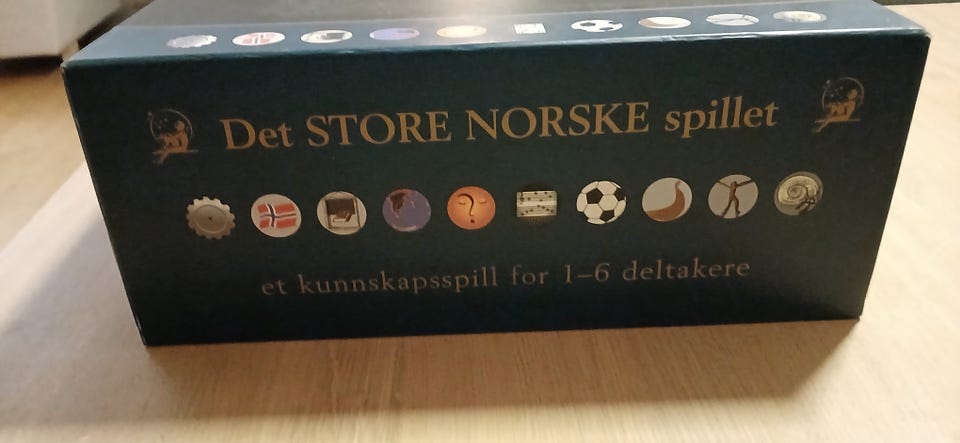 Det STORE NORSKE spillet
et kunnskapsspill for 1–6 deltakere